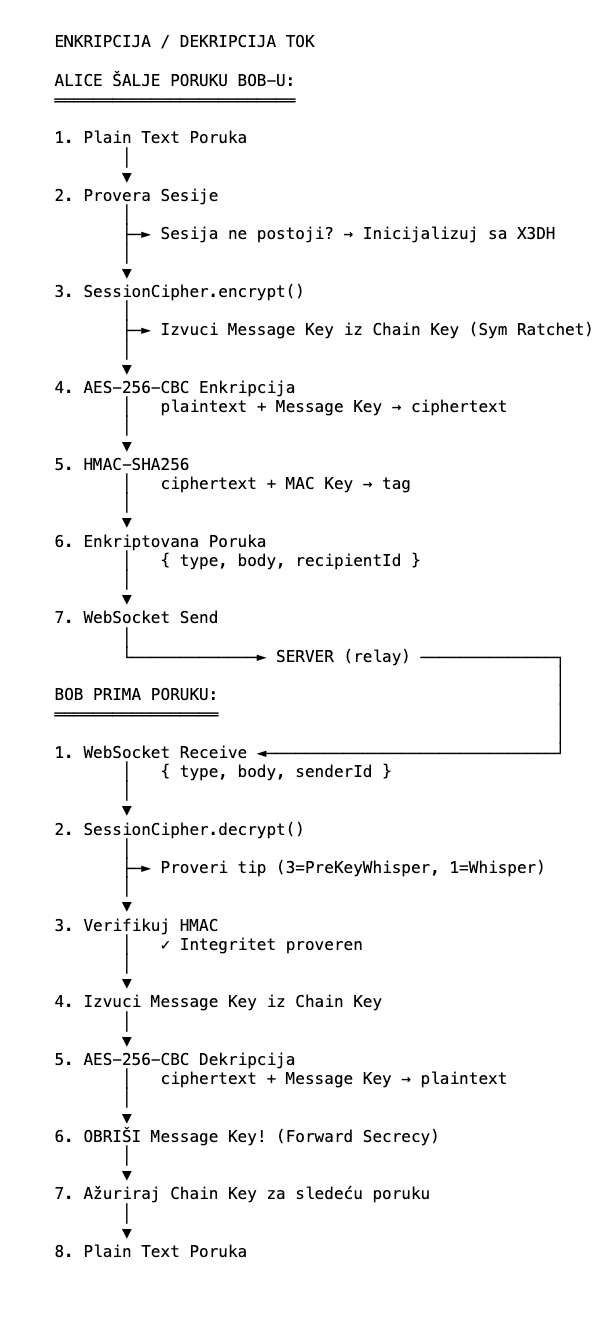 ENKRIPCIJA / DEKRIPCIJA TOK
ALICE ŠALJE PORUKU BOB-U:
1. Plain Text Poruka
2. Provera Sesije
Sesija ne postoji? → Inicijalizuj sa X3DH
3. SessionCipher.encrypt()
Izvuci Message Key iz Chain Key (Sym Ratchet)
4. AES-256-CBC Enkripcija
plaintext + Message Key → ciphertext
5. HMAC-SHA256
ciphertext + MAC Key → tag
6. Enkriptovana Poruka
{ type, body, recipientId }
7. WebSocket Send
SERVER (relay)
BOB PRIMA PORUKU:
1. WebSocket Receive
{ type, body, senderId }
2. SessionCipher.decrypt()
Proveri tip (3=PreKeyWhisper, 1=Whisper)
3. Verifikuj HMAC
✓ Integritet proveren
4. Izvuci Message Key iz Chain Key
5. AES-256-CBC Dekripcija
ciphertext + Message Key → plaintext
6. OBRIŠI Message Key! (Forward Secrecy)
7. Ažuriraj Chain Key za sledeću poruku
8. Plain Text Poruka